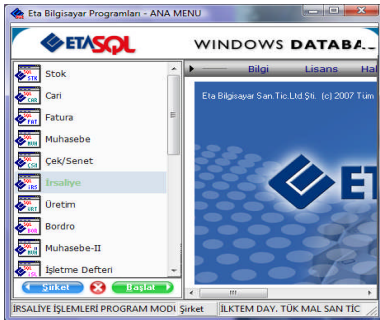 Eta Bilgisayar Programları - ANA MENU
ETASQL
WINDOWS DATABA
Stok
Cari
Fatura
Muhasebe
Çek/Senet
İrsaliye
Üretim
Bordro
Muhasebe-II
İşletme Defteri
Şirket
Başlat
Bilgi Lisans Hal
Eta Bilgisayar San.Tic.Ltd.Şti. (c) 2007 Tüm
ET
İRSALİYE İŞLEMLERİ PROGRAM MODÜ Şirket İLKTEM DAY. TÜK MAL SAN TİC